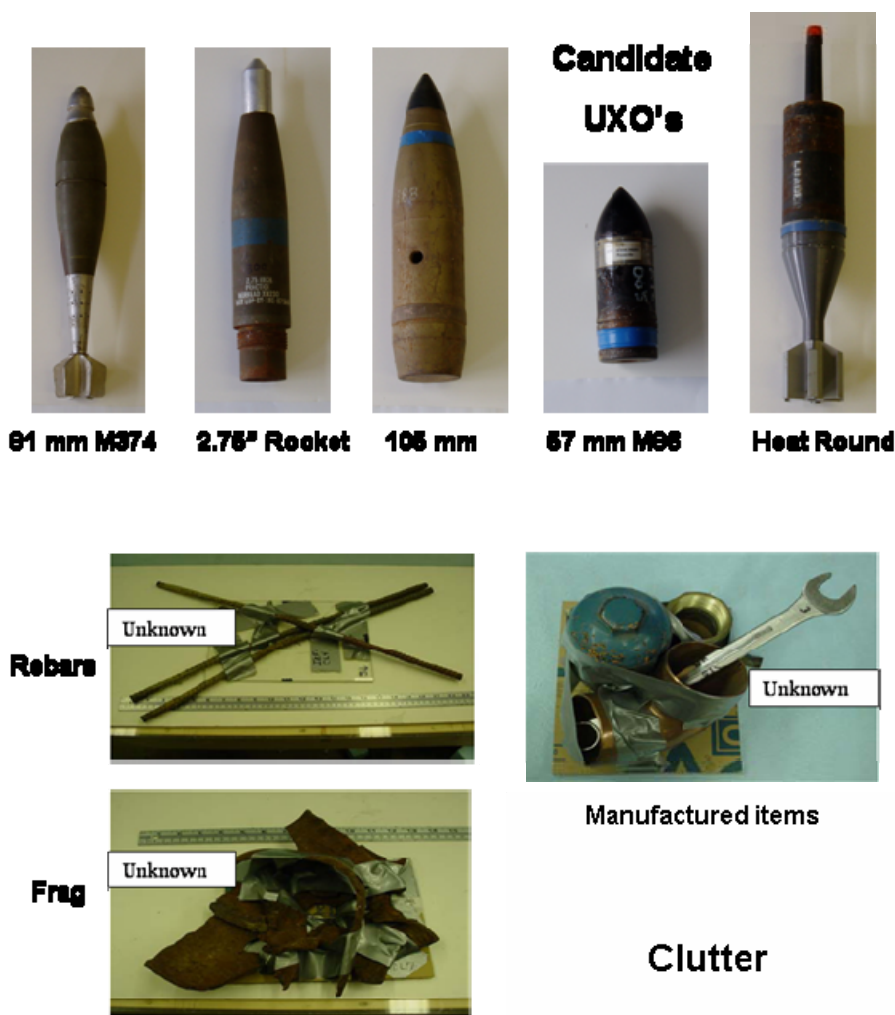 Candidate
UXO's
81 mm M374
2.75" Rocket
105 mm
57 mm M86
Heat Round
Rebars
Unknown
Unknown
Manufactured items
Frag
Unknown
Clutter